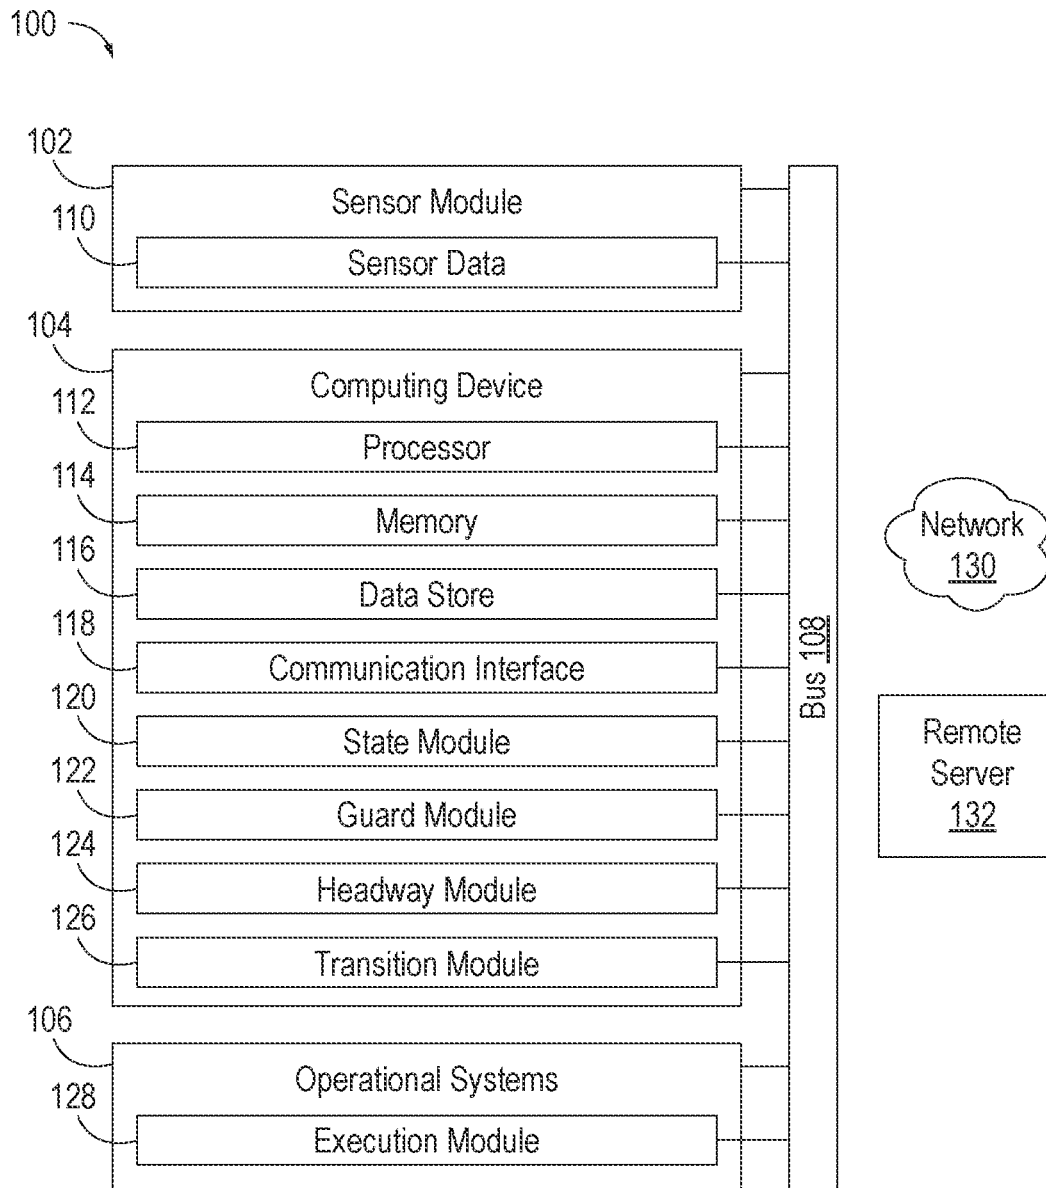 100
102
Sensor Module
110
Sensor Data
104
Computing Device
112
Processor
114
Memory
116
Data Store
118
Communication Interface
120
State Module
122
Guard Module
124
Headway Module
126
Transition Module
106
Operational Systems
128
Execution Module
Bus 108
Network
130
Remote
Server
132